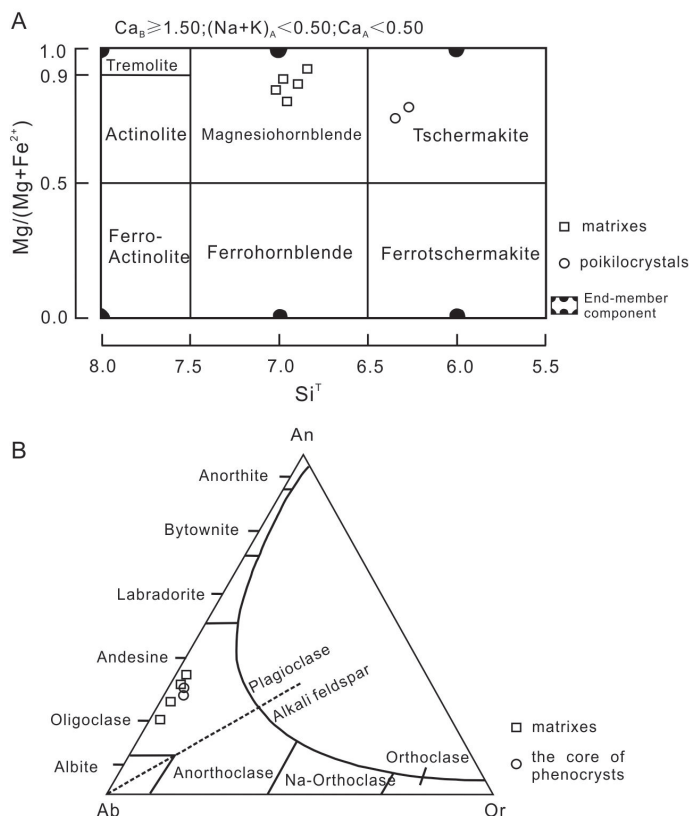 A
Ca_B≥1.50;(Na+K)_A<0.50;Ca_A<0.50
1.0
0.9
0.5
0.0
Mg/(Mg+Fe²⁺)
Tremolite
Actinolite
Magnesiohornblende
Tschermakite
Ferro-
Actinolite
Ferrohornblende
Ferrotschermakite
matrixes
poikilocrystals
End-member
component
8.0 7.5 7.0 6.5 6.0 5.5
Siᵀ
B
An
Anorthite
Bytownite
Labradorite
Andesine
Oligoclase
Albite
Plagioclase
Alkali feldspar
Anorthoclase
Na-Orthoclase
Orthoclase
Ab
Or
matrixes
the core of
phenocrysts